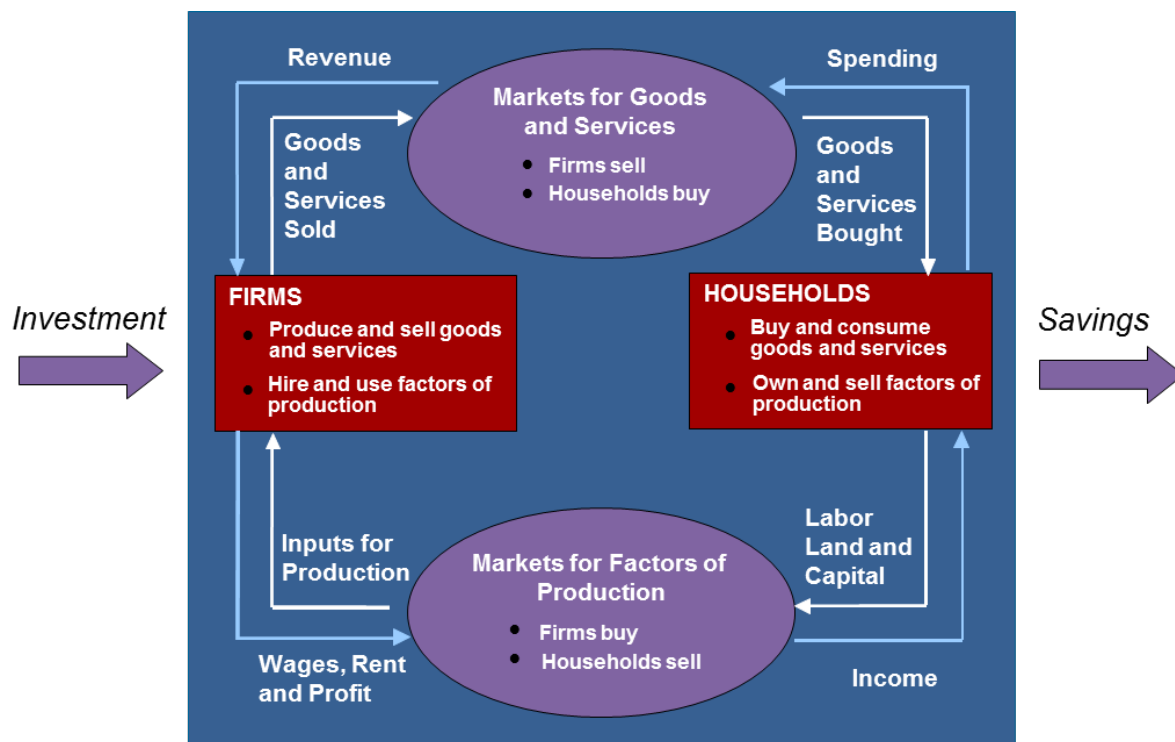 Revenue
Spending
Markets for Goods
and Services
• Firms sell
• Households buy
Goods
and
Services
Sold
Goods
and
Services
Bought
Investment
FIRMS
• Produce and sell goods
and services
• Hire and use factors of
production
HOUSEHOLDS
• Buy and consume
goods and services
• Own and sell factors of
production
Savings
Inputs for
Production
Markets for Factors of
Production
• Firms buy
• Households sell
Labor
Land and
Capital
Wages, Rent
and Profit
Income